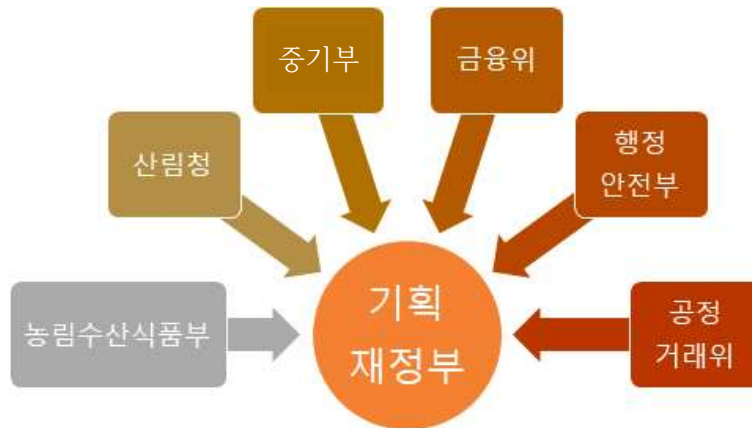 중기부
금융위
산림청
행정
안전부
기획
재정부
농림수산식품부
공정
거래위